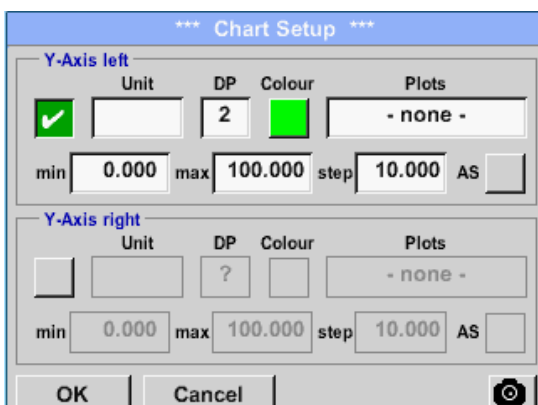 *** Chart Setup ***
Y-Axis left
Unit DP Colour Plots
2 - none -
min 0.000 max 100.000 step 10.000 AS
Y-Axis right
Unit DP Colour Plots
? - none -
min 0.000 max 100.000 step 10.000 AS
OK Cancel